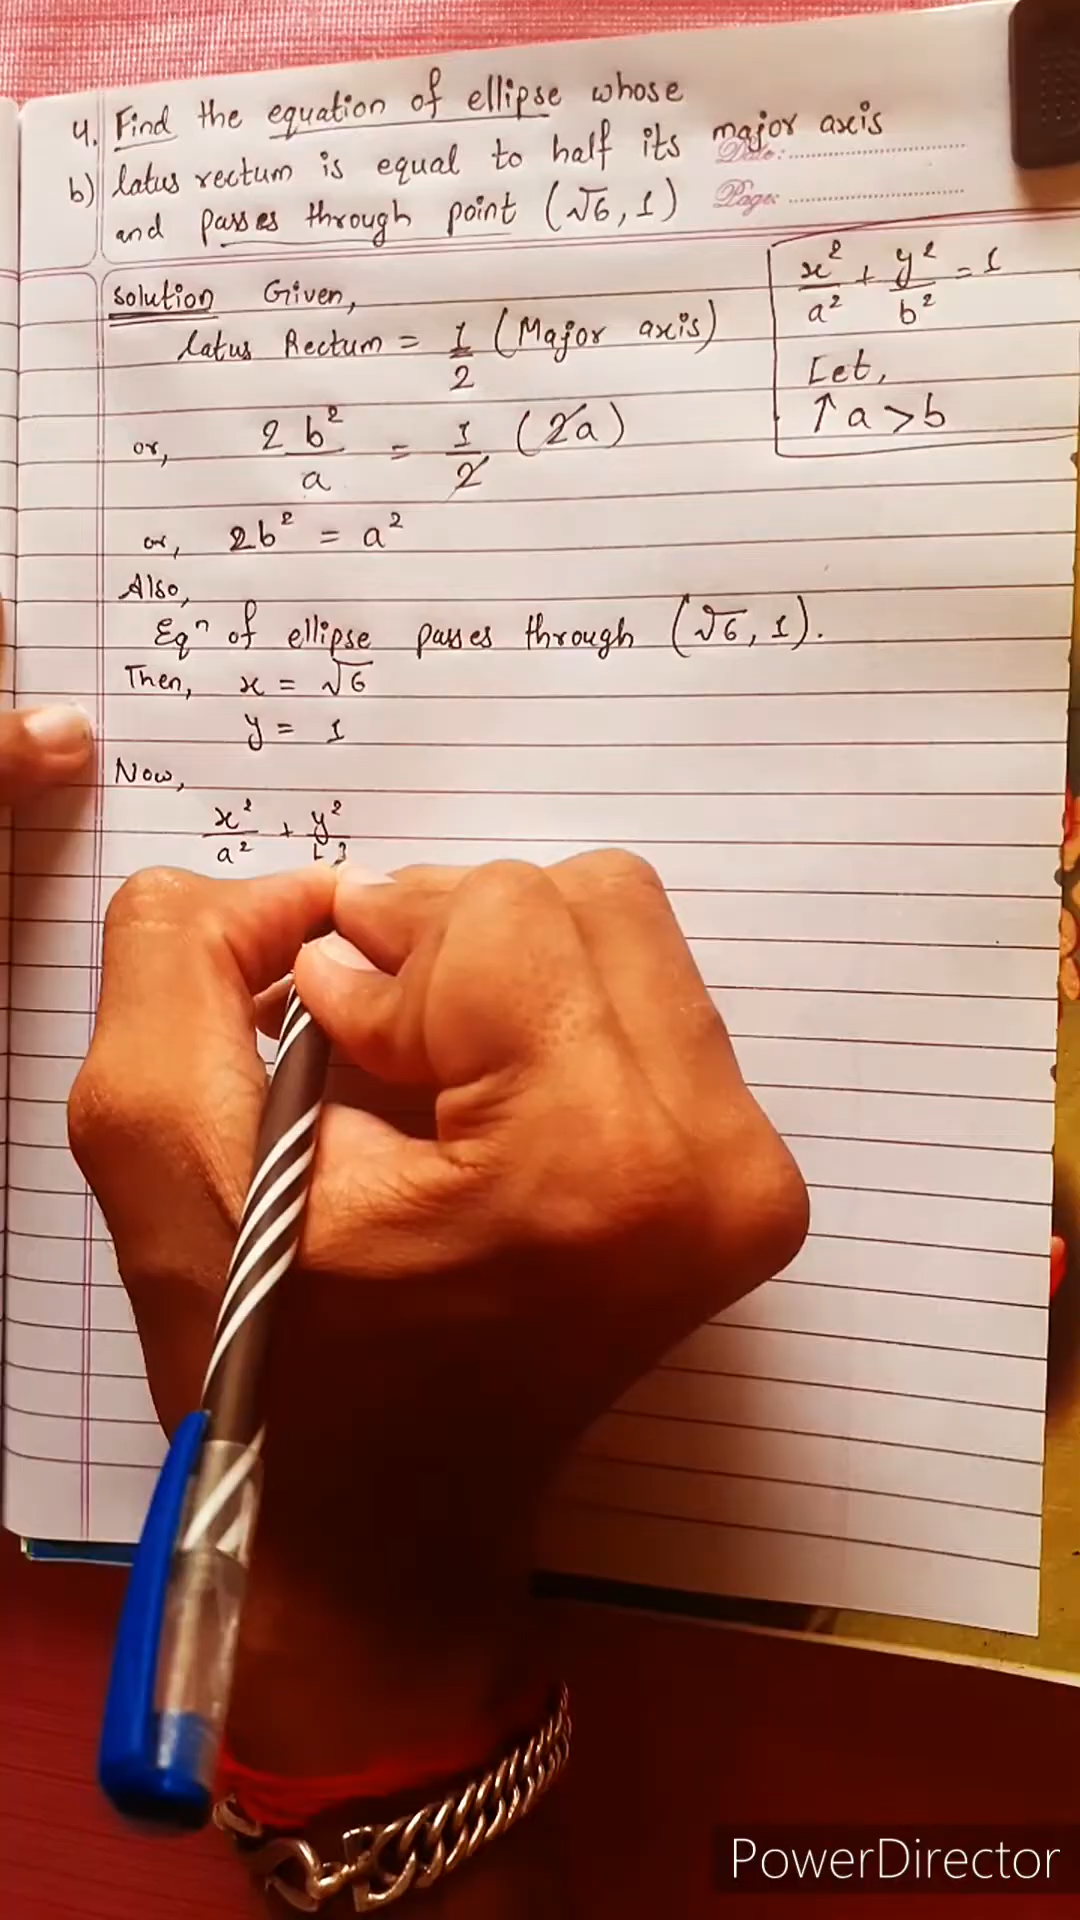 4. Find the equation of ellipse whose
b) latus rectum is equal to half its major axis
and passes through point (√6, 1)
Date:
Page:
x²/a² + y²/b² = 1
Let,
↑ a > b
Solution Given,
Latus Rectum = 1/2 (Major axis)
or, 2b²/a = 1/2 (2a)
or, 2b² = a²
Also,
Eqⁿ of ellipse passes through (√6, 1).
Then, x = √6
y = 1
Now,
x²/a² + y²
PowerDirector